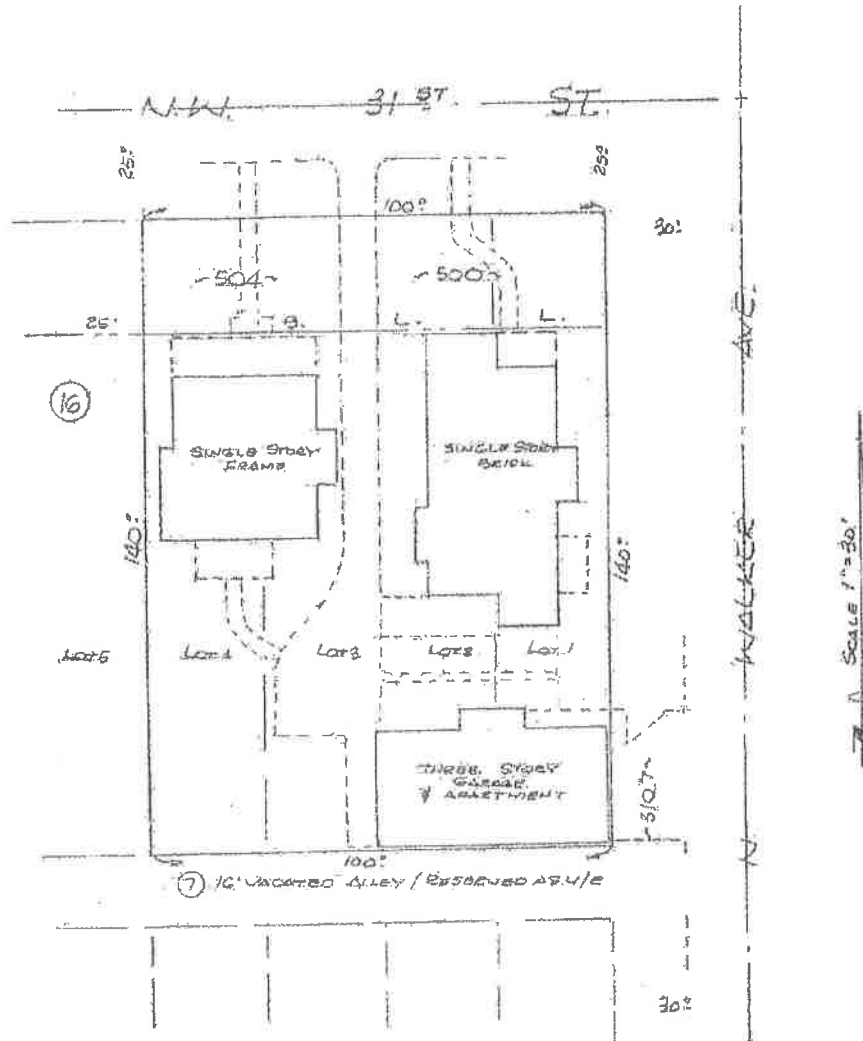 N.W. 31 ST. ST.
25'
25'
100'
30'
504
500
25'
B. L. L.
WALKER AVE.
16
SINGLE STORY
FRAME
SINGLE STORY
BRICK
140'
140'
SCALE 1"=30'
LOT 5
LOT 4
LOT 3
LOT 2
LOT 1
THREE STORY
GARAGE
& APARTMENT
3107
N
100'
7 16' VACATED ALLEY / RESERVED AS U/E
30'